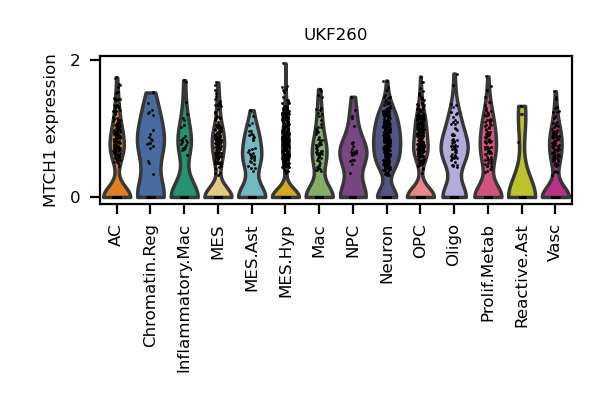 UKF260
MTCH1 expression
2
0
AC
Chromatin.Reg
Inflammatory.Mac
MES
MES.Ast
MES.Hyp
Mac
NPC
Neuron
OPC
Oligo
Prolif.Metab
Reactive.Ast
Vasc